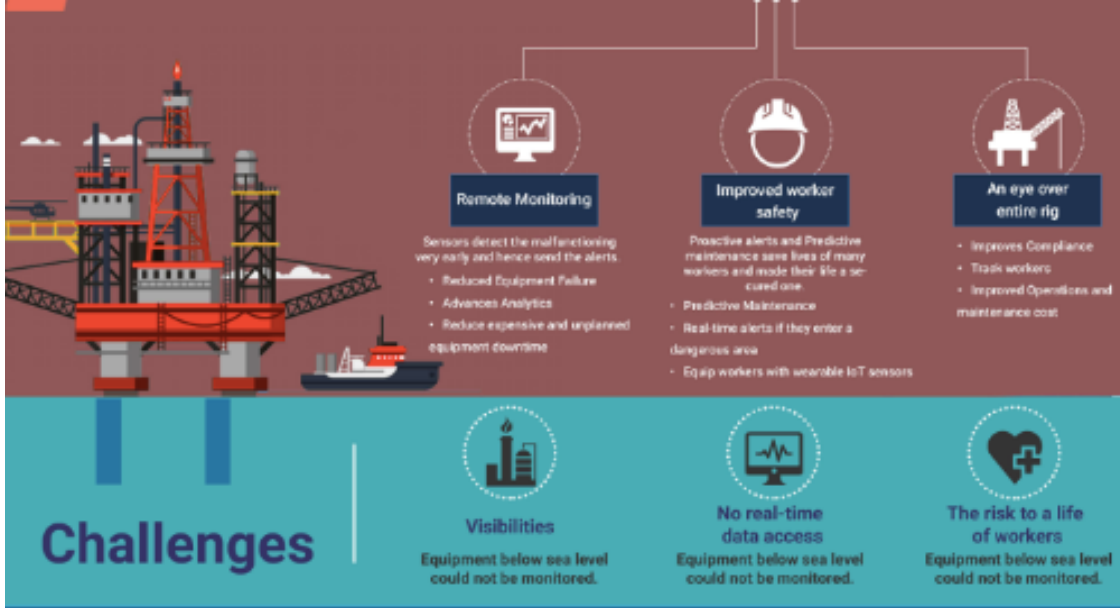 Remote Monitoring
Sensors detect the malfunctioning
very early and hence send the alerts.
• Reduced Equipment Failure
• Advances Analytics
• Reduce expensive and unplanned
equipment downtime
Improved worker
safety
Proactive alerts and Predictive
maintenance save lives of many
workers and made their life a se-
cured one.
• Predictive Maintenance
• Real-time alerts if they enter a
dangerous area
• Equip workers with wearable IoT sensors
An eye over
entire rig
• Improves Compliance
• Track workers
• Improved Operations and
maintenance cost
Challenges
Visibilities
Equipment below sea level
could not be monitored.
No real-time
data access
Equipment below sea level
could not be monitored.
The risk to a life
of workers
Equipment below sea level
could not be monitored.